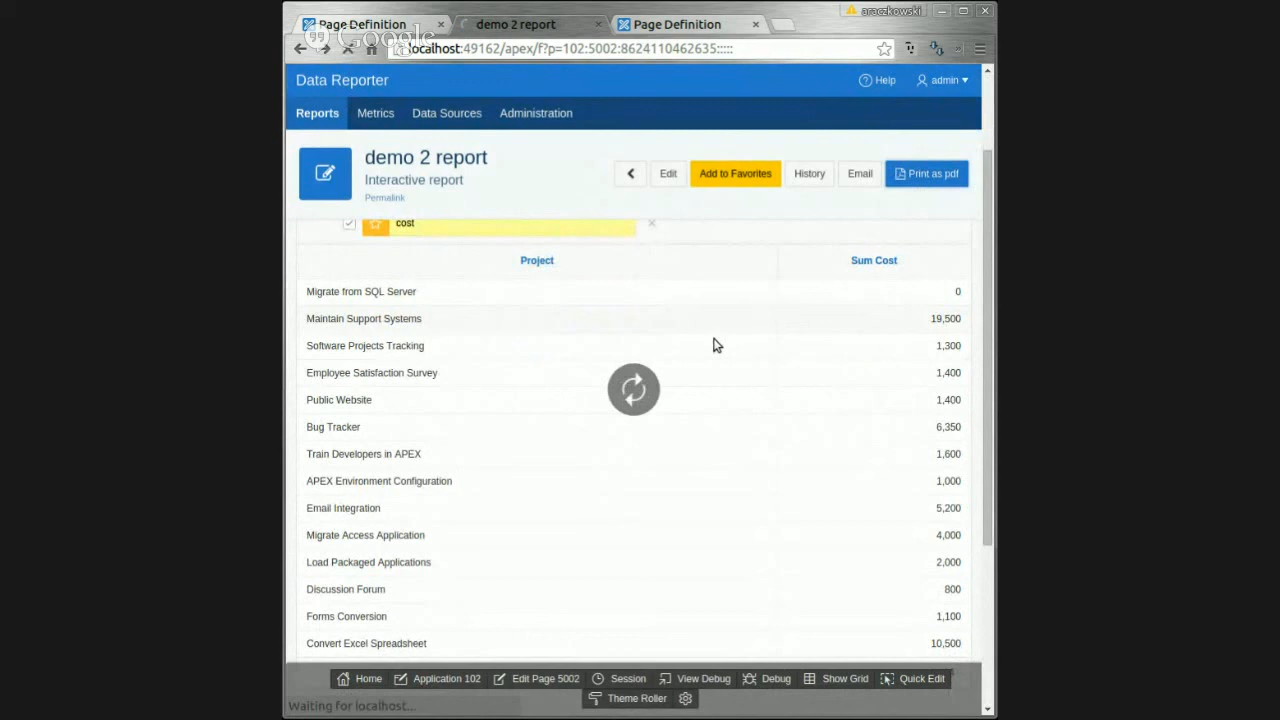 araczkowski
Page Definition × demo 2 report × Page Definition ×
Google
localhost:49162/apex/f?p=102:5002:8624110462635:::::
Data Reporter Help admin
Reports Metrics Data Sources Administration
demo 2 report
Interactive report
Permalink
Edit Add to Favorites History Email Print as pdf
cost
Project Sum Cost
Migrate from SQL Server 0
Maintain Support Systems 19,500
Software Projects Tracking 1,300
Employee Satisfaction Survey 1,400
Public Website 1,400
Bug Tracker 6,350
Train Developers in APEX 1,600
APEX Environment Configuration 1,000
Email Integration 5,200
Migrate Access Application 4,000
Load Packaged Applications 2,000
Discussion Forum 800
Forms Conversion 1,100
Convert Excel Spreadsheet 10,500
Home Application 102 Edit Page 5002 Session View Debug Debug Show Grid Quick Edit
Theme Roller
Waiting for localhost...